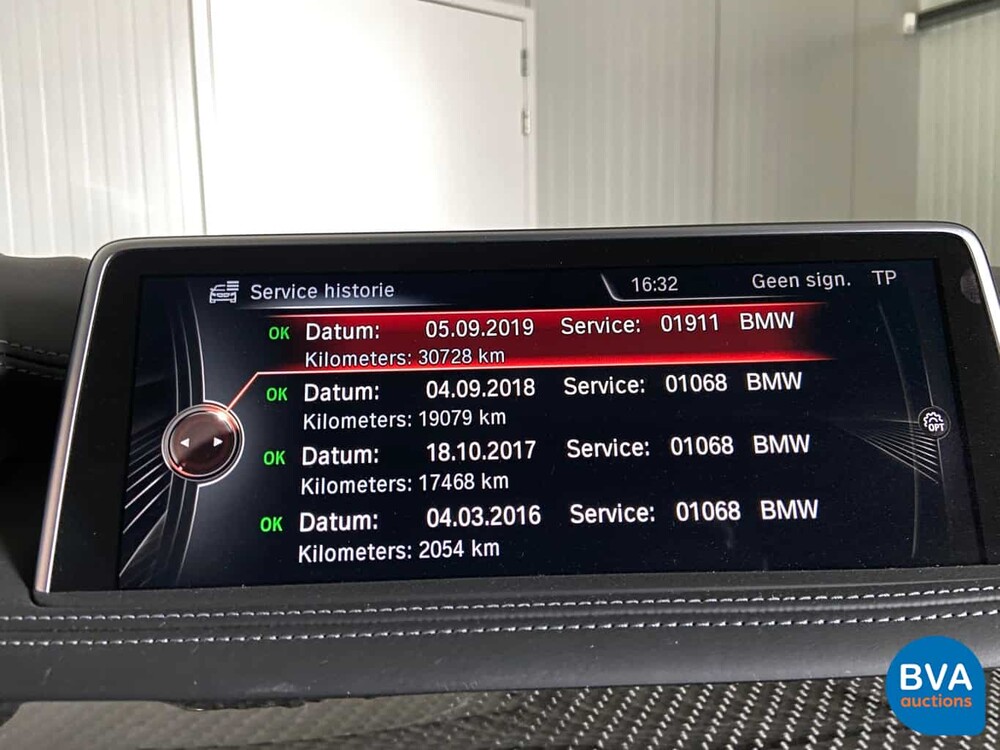 Service historie 16:32 Geen sign. TP
OK Datum: 05.09.2019 Service: 01911 BMW
Kilometers: 30728 km
OK Datum: 04.09.2018 Service: 01068 BMW
Kilometers: 19079 km
OPT
OK Datum: 18.10.2017 Service: 01068 BMW
Kilometers: 17468 km
OK Datum: 04.03.2016 Service: 01068 BMW
Kilometers: 2054 km
BVA
auctions